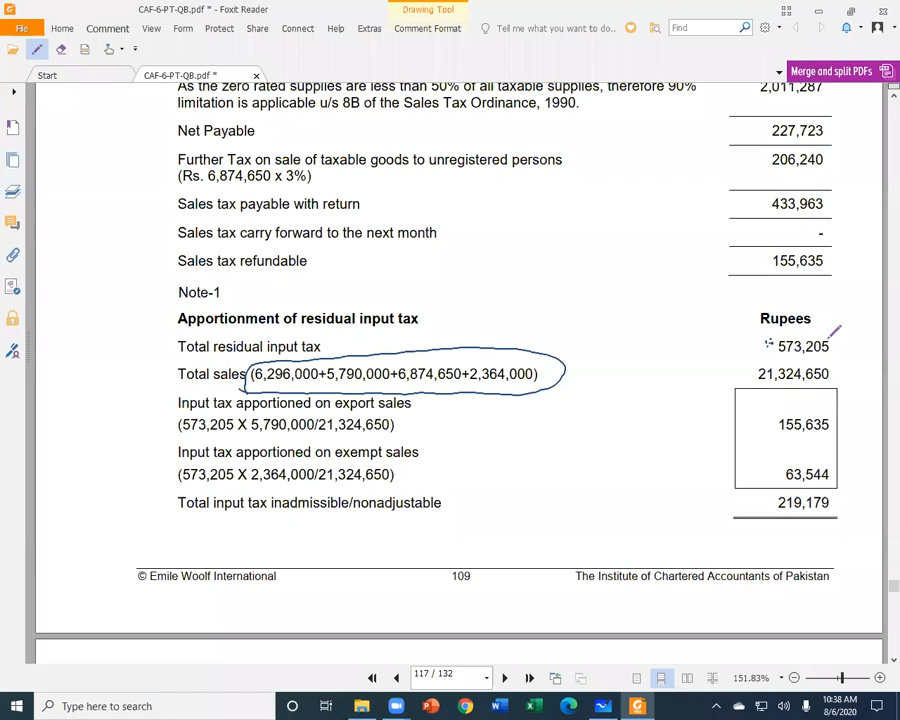 CAF-6-PT-QB.pdf * - Foxit Reader
Drawing Tool
File Home Comment View Form Protect Share Connect Help Extras Comment Format Tell me what you want to do.. Find
Start CAF-6-PT-QB.pdf * Merge and split PDFs
As the zero rated supplies are less than 50% of all taxable supplies, therefore 90% 2,011,287
limitation is applicable u/s 8B of the Sales Tax Ordinance, 1990.
Net Payable 227,723
Further Tax on sale of taxable goods to unregistered persons 206,240
(Rs. 6,874,650 x 3%)
Sales tax payable with return 433,963
Sales tax carry forward to the next month -
Sales tax refundable 155,635
Note-1
Apportionment of residual input tax Rupees
Total residual input tax 573,205
Total sales (6,296,000+5,790,000+6,874,650+2,364,000) 21,324,650
Input tax apportioned on export sales
(573,205 X 5,790,000/21,324,650) 155,635
Input tax apportioned on exempt sales
(573,205 X 2,364,000/21,324,650) 63,544
Total input tax inadmissible/nonadjustable 219,179
© Emile Woolf International 109 The Institute of Chartered Accountants of Pakistan
117 / 132 151.83%
Type here to search 10:38 AM
8/6/2020